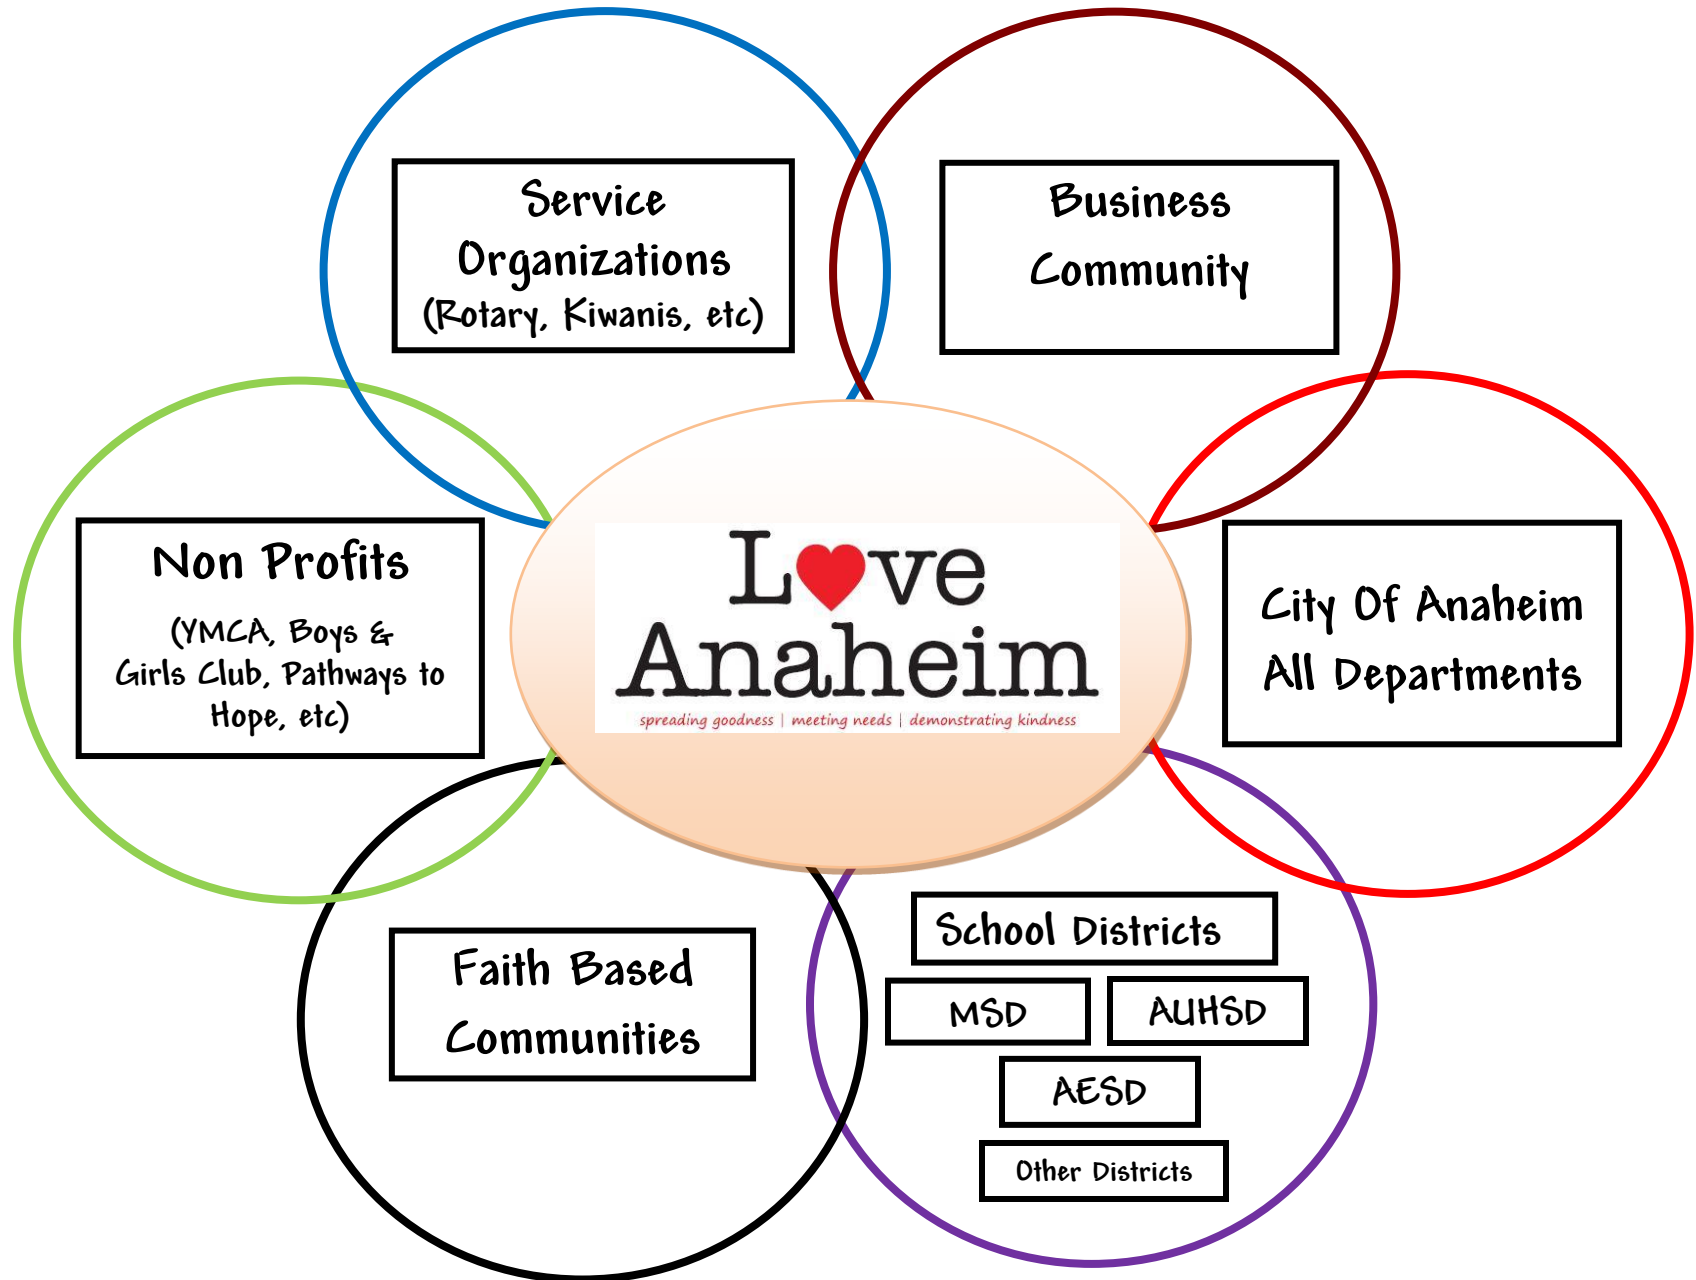 Service
Organizations
(Rotary, Kiwanis, etc)
Business
Community
Non Profits
(YMCA, Boys &
Girls Club, Pathways to
Hope, etc)
L♥ve
Anaheim
spreading goodness | meeting needs | demonstrating kindness
City Of Anaheim
All Departments
Faith Based
Communities
School Districts
MSD
AUHSD
AESD
Other Districts